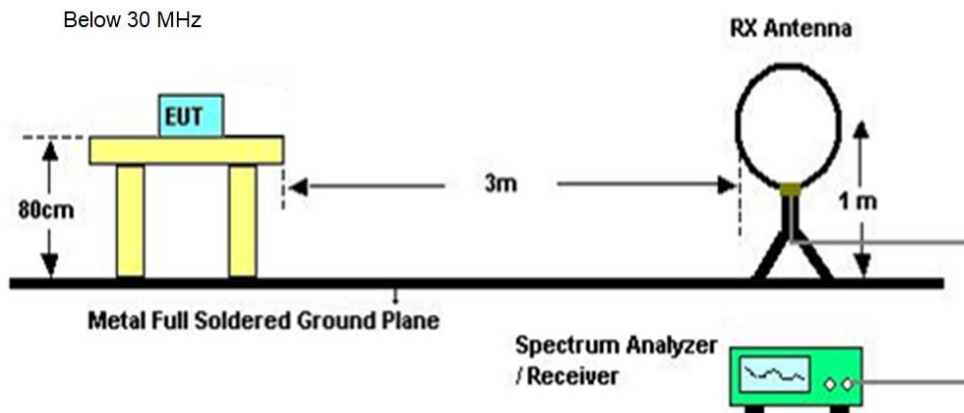 Below 30 MHz
RX Antenna
EUT
3m
80cm
1 m
Metal Full Soldered Ground Plane
Spectrum Analyzer
/ Receiver